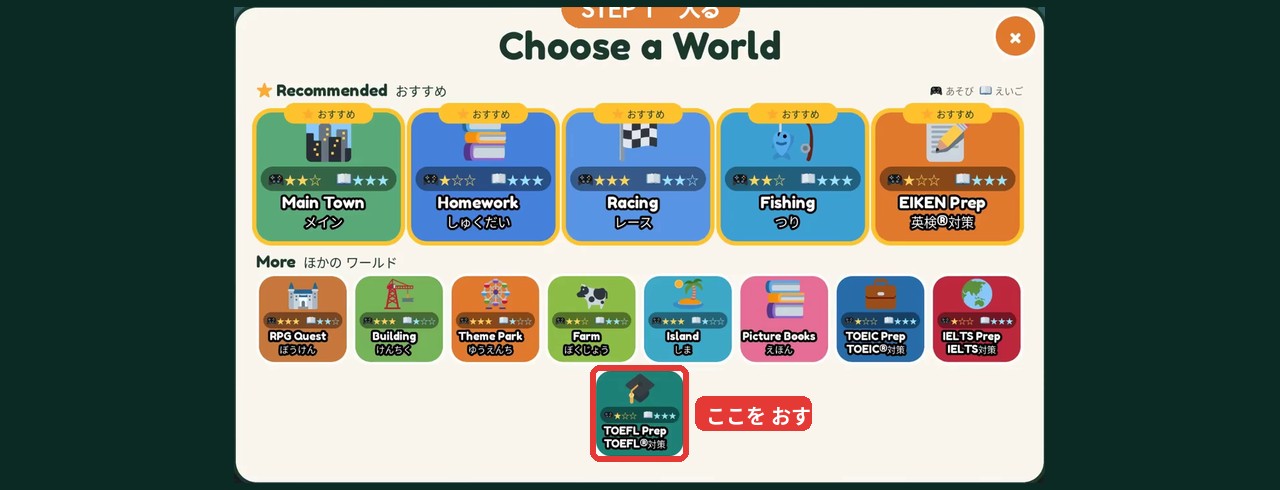 STEP 1 入る
Choose a World
Recommended おすすめ
あそび えいご
おすすめ
おすすめ
おすすめ
おすすめ
おすすめ
Main Town
メイン
Homework
しゅくだい
Racing
レース
Fishing
つり
EIKEN Prep
英検®対策
More ほかの ワールド
RPG Quest
ぼうけん
Building
けんちく
Theme Park
ゆうえんち
Farm
ぼくじょう
Island
しま
Picture Books
えほん
TOEIC Prep
TOEIC®対策
IELTS Prep
IELTS対策
TOEFL Prep
TOEFL®対策
ここを おす